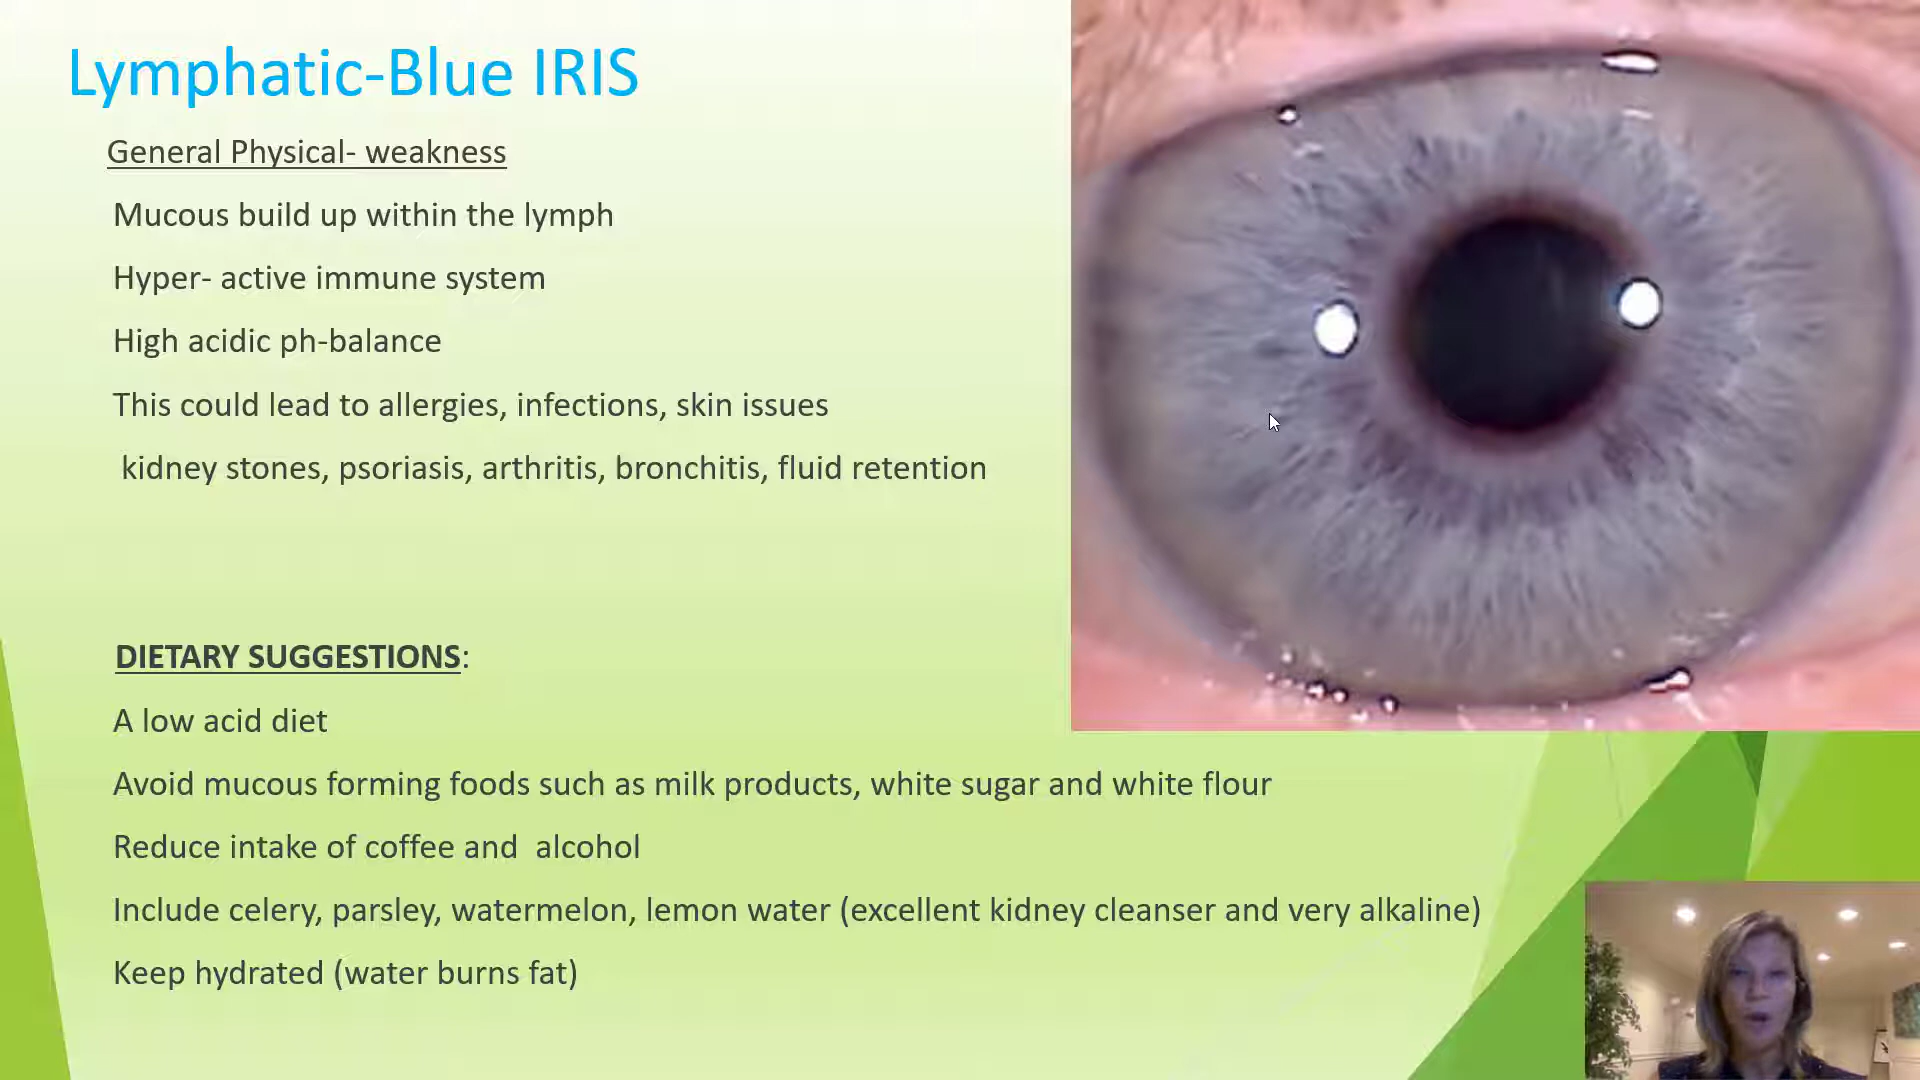 Lymphatic-Blue IRIS
General Physical- weakness
Mucous build up within the lymph
Hyper- active immune system
High acidic ph-balance
This could lead to allergies, infections, skin issues
kidney stones, psoriasis, arthritis, bronchitis, fluid retention
DIETARY SUGGESTIONS:
A low acid diet
Avoid mucous forming foods such as milk products, white sugar and white flour
Reduce intake of coffee and  alcohol
Include celery, parsley, watermelon, lemon water (excellent kidney cleanser and very alkaline)
Keep hydrated (water burns fat)